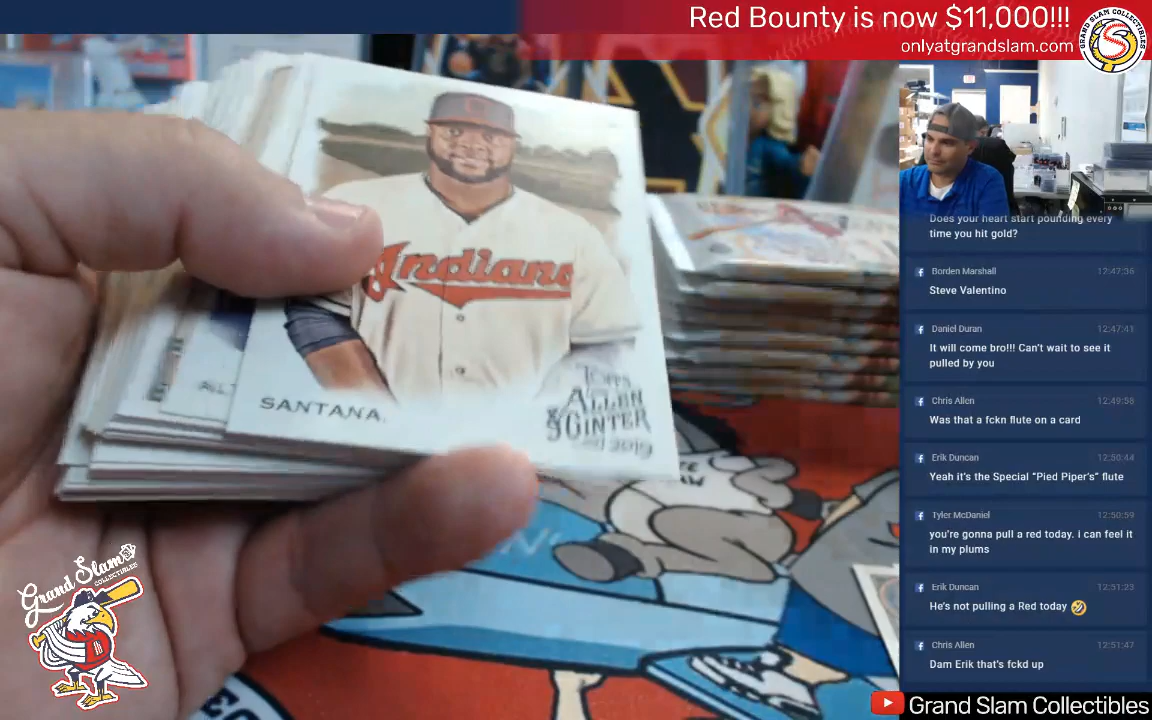 Red Bounty is now $11,000!!!
onlyatgrandslam.com
GRAND SLAM COLLECTIBLES
Indians
SANTANA.
TOPPS
ALLEN
& GINTER
2019
Grand Slam
COLLECTIBLES
Does your heart start pounding every
time you hit gold?
Borden Marshall 12:47:36
Steve Valentino
Daniel Duran 12:47:41
It will come bro!!! Can't wait to see it
pulled by you
Chris Allen 12:49:58
Was that a fckn flute on a card
Erik Duncan 12:50:44
Yeah it's the Special "Pied Piper's" flute
Tyler McDaniel 12:50:59
you're gonna pull a red today. i can feel it
in my plums
Erik Duncan 12:51:23
He's not pulling a Red today 🤣
Chris Allen 12:51:47
Dam Erik that's fckd up
Grand Slam Collectibles